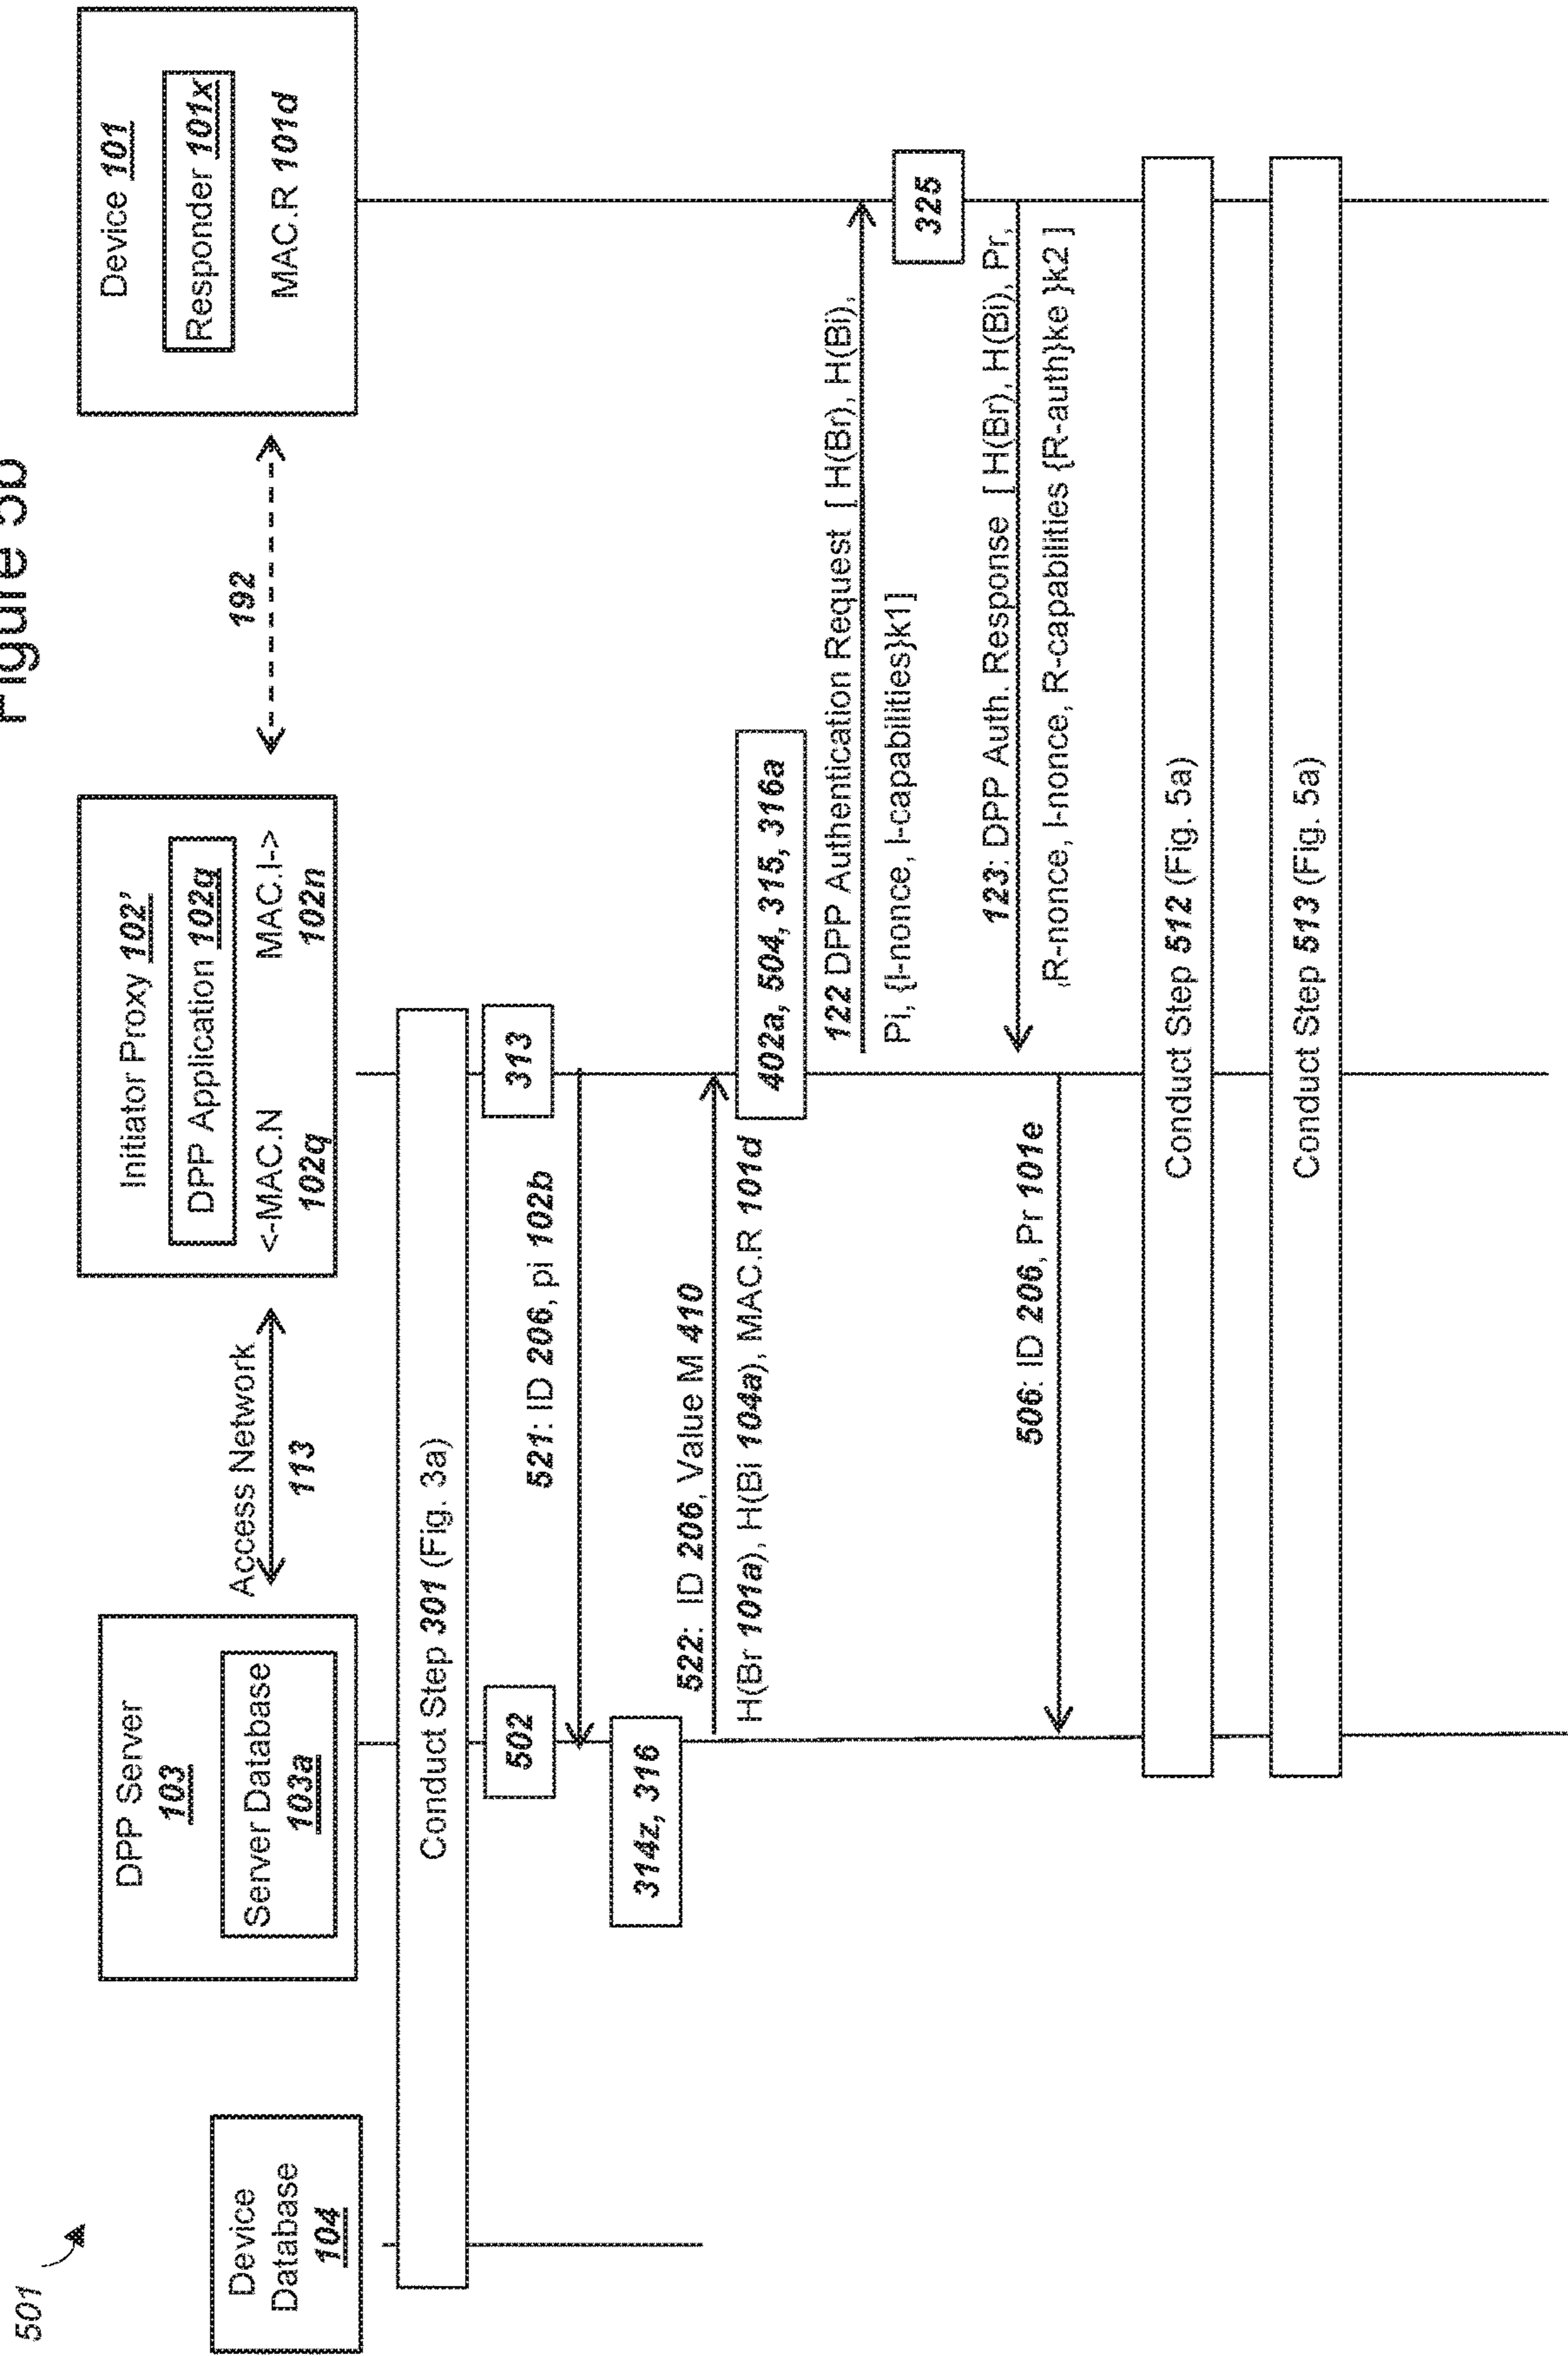 Figure 5b
501
Device
Database
104
DPP Server
103
Server Database
103a
Access Network
113
Initiator Proxy 102'
DPP Application 102g
<-MAC.N
102q
MAC.I->
102n
192
Device 101
Responder 101x
MAC.R 101d
Conduct Step 301 (Fig. 3a)
502
313
521: ID 206, pi 102b
314z, 316
522: ID 206, Value M 410
H(Br 101a), H(Bi 104a), MAC.R 101d
402a, 504, 315, 316a
122 DPP Authentication Request [ H(Br), H(Bi),
Pi, {I-nonce, I-capabilities}k1]
325
123: DPP Auth. Response [ H(Br), H(Bi), Pr,
{R-nonce, I-nonce, R-capabilities {R-auth}ke }k2 ]
506: ID 206, Pr 101e
Conduct Step 512 (Fig. 5a)
Conduct Step 513 (Fig. 5a)